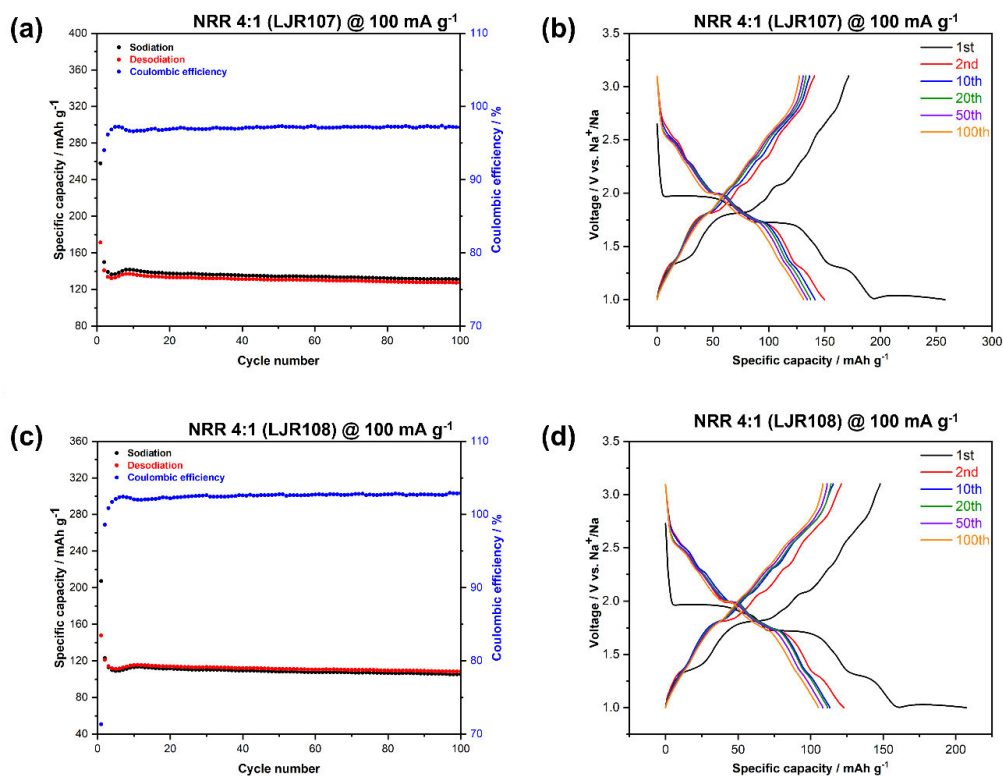 (a)
NRR 4:1 (LJR107) @ 100 mA g-1
400
360
320
280
240
200
160
120
80
Specific capacity / mAh g-1
Sodiation
Desodiation
Coulombic efficiency
110
100
90
80
70
Coulombic efficiency / %
0 20 40 60 80 100
Cycle number
(b)
NRR 4:1 (LJR107) @ 100 mA g-1
3.5
3.0
2.5
2.0
1.5
1.0
Voltage / V vs. Na+/Na
1st
2nd
10th
20th
50th
100th
0 50 100 150 200 250 300
Specific capacity / mAh g-1
(c)
NRR 4:1 (LJR108) @ 100 mA g-1
360
320
280
240
200
160
120
80
40
Specific capacity / mAh g-1
Sodiation
Desodiation
Coulombic efficiency
110
100
90
80
70
Coulombic efficiency / %
0 20 40 60 80 100
Cycle number
(d)
NRR 4:1 (LJR108) @ 100 mA g-1
3.5
3.0
2.5
2.0
1.5
1.0
Voltage / V vs. Na+/Na
1st
2nd
10th
20th
50th
100th
0 50 100 150 200
Specific capacity / mAh g-1